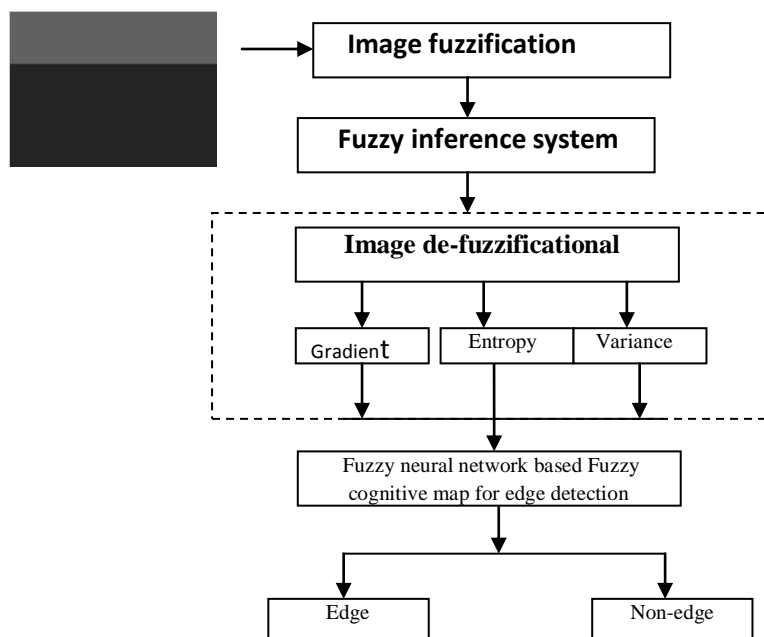 Image fuzzification
Fuzzy inference system
Image de-fuzzificational
Gradient
Entropy
Variance
Fuzzy neural network based Fuzzy
cognitive map for edge detection
Edge
Non-edge